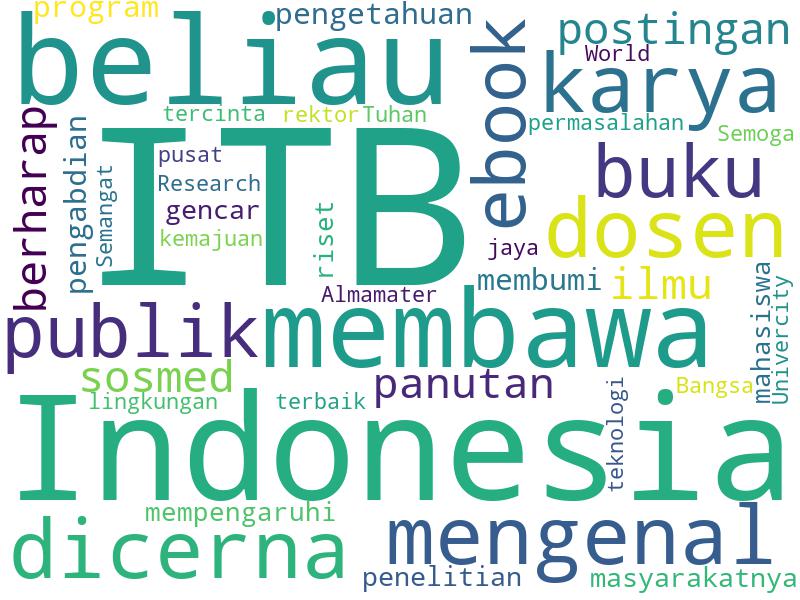 program
pengetahuan
beliau
ebook
postingan
World
karya
tercinta
rektor
Tuhan
permasalahan
Semoga
berharap
pengabdian
Semangat
ITB
pusat
Research
gencar
kemajuan
riset
buku
dosen
jaya
membumi
ilmu
Almamater
publik
membawa
mahasiswa
Univercity
sosmed
panutan
Bangsa
lingkungan
terbaik
teknologi
Indonesia
mempengaruhi
dicerna
mengenal
penelitian
masyarakatnya